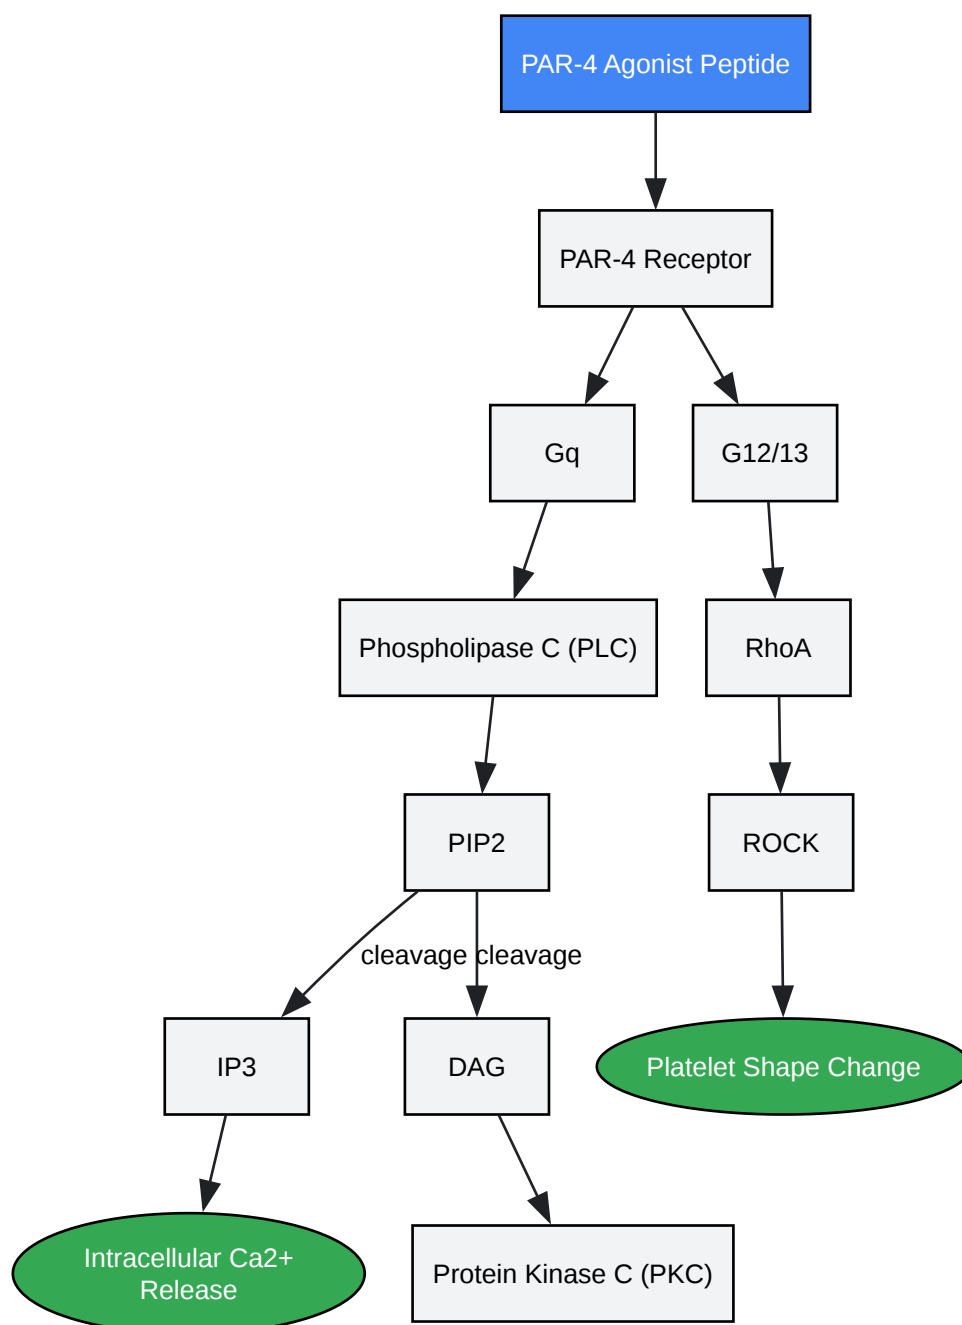 PAR-4 Agonist Peptide
PAR-4 Receptor
Gq
G12/13
Phospholipase C (PLC)
RhoA
PIP2
ROCK
cleavage
cleavage
IP3
DAG
Platelet Shape Change
Intracellular Ca2+
Release
Protein Kinase C (PKC)